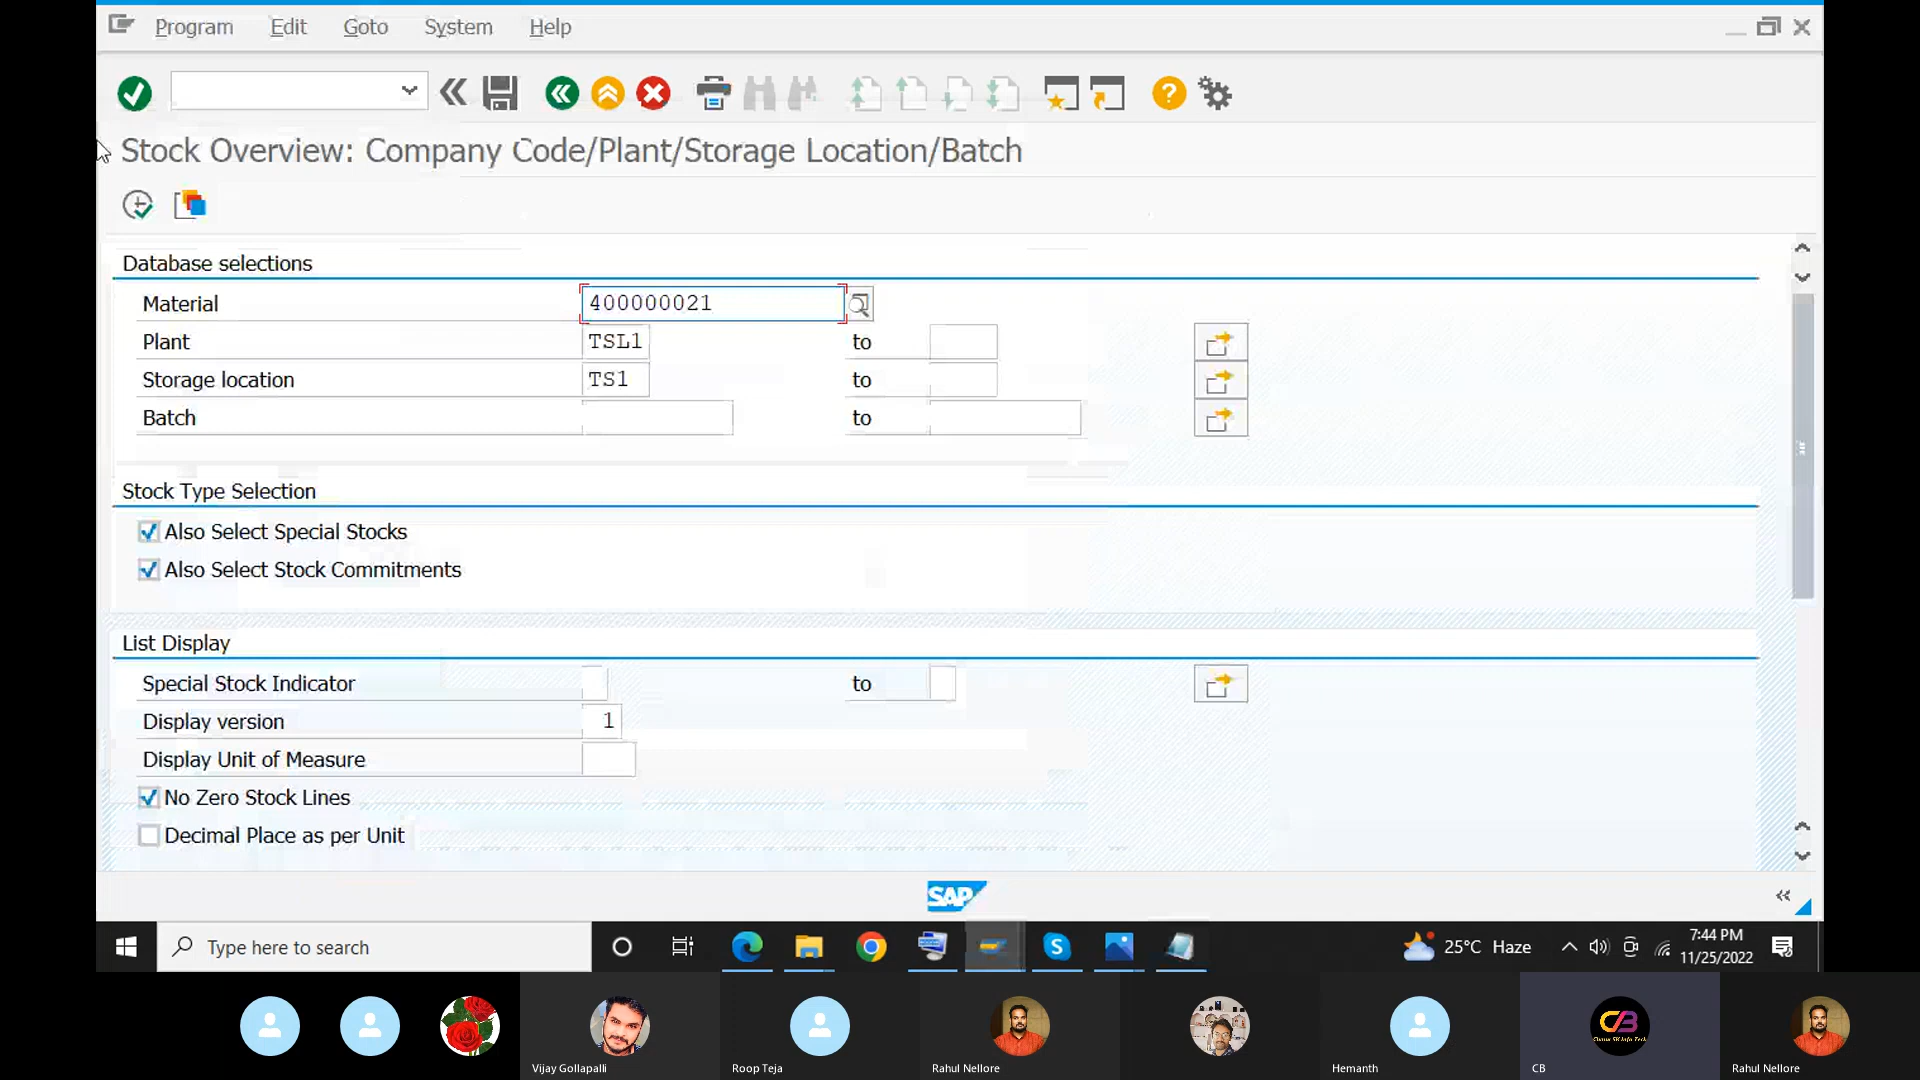 Program Edit Goto System Help
Stock Overview: Company Code/Plant/Storage Location/Batch
Database selections
Material 400000021
Plant TSL1 to
Storage location TS1 to
Batch to
Stock Type Selection
Also Select Special Stocks
Also Select Stock Commitments
List Display
Special Stock Indicator to
Display version 1
Display Unit of Measure
No Zero Stock Lines
Decimal Place as per Unit
SAP
Type here to search
25°C Haze
7:44 PM
11/25/2022
CB
Vijay Gollapalli Roop Teja Rahul Nellore Hemanth CB Rahul Nellore